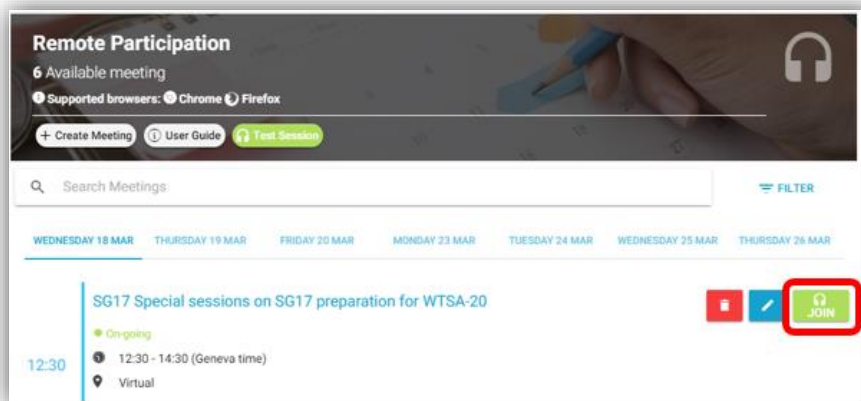 Remote Participation
6 Available meeting
Supported browsers: Chrome Firefox
+ Create Meeting User Guide Test Session
Search Meetings FILTER
WEDNESDAY 18 MAR THURSDAY 19 MAR FRIDAY 20 MAR MONDAY 23 MAR TUESDAY 24 MAR WEDNESDAY 25 MAR THURSDAY 26 MAR
SG17 Special sessions on SG17 preparation for WTSA-20
JOIN
On-going
12:30
12:30 - 14:30 (Geneva time)
Virtual